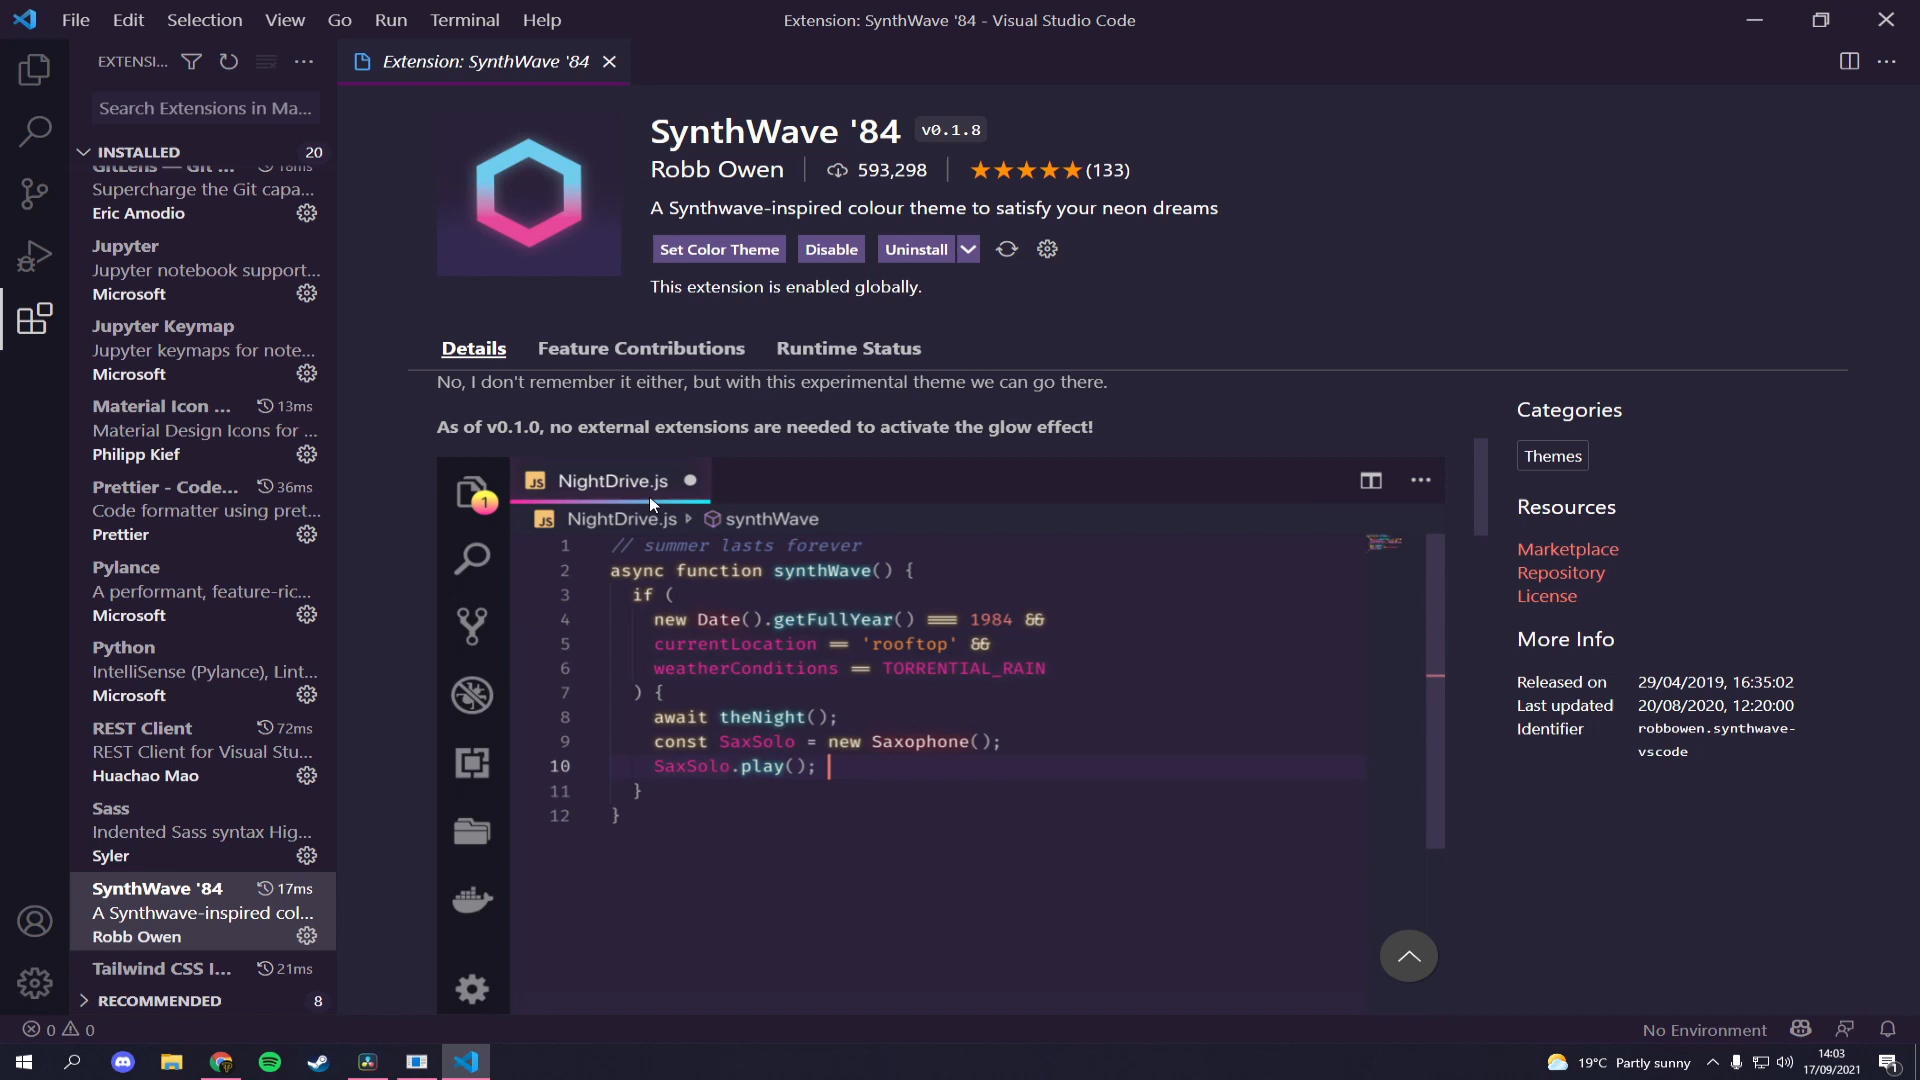 File Edit Selection View Go Run Terminal Help
Extension: SynthWave '84 - Visual Studio Code
EXTENSI...
Extension: SynthWave '84
Search Extensions in Ma...
INSTALLED 20
GitLens — Git ... 18ms
Supercharge the Git capa...
Eric Amodio
Jupyter
Jupyter notebook support...
Microsoft
Jupyter Keymap
Jupyter keymaps for note...
Microsoft
Material Icon ... 13ms
Material Design Icons for ...
Philipp Kief
Prettier - Code... 36ms
Code formatter using pret...
Prettier
Pylance
A performant, feature-ric...
Microsoft
Python
IntelliSense (Pylance), Lint...
Microsoft
REST Client 72ms
REST Client for Visual Stu...
Huachao Mao
Sass
Indented Sass syntax Hig...
Syler
SynthWave '84 17ms
A Synthwave-inspired col...
Robb Owen
Tailwind CSS I... 21ms
RECOMMENDED 8
SynthWave '84 v0.1.8
Robb Owen 593,298 ★★★★★(133)
A Synthwave-inspired colour theme to satisfy your neon dreams
Set Color Theme Disable Uninstall
This extension is enabled globally.
Details Feature Contributions Runtime Status
No, I don't remember it either, but with this experimental theme we can go there.
As of v0.1.0, no external extensions are needed to activate the glow effect!
1
JS NightDrive.js
JS NightDrive.js synthWave
1 // summer lasts forever
2 async function synthWave() {
3 if (
4 new Date().getFullYear() === 1984 &&
5 currentLocation == 'rooftop' &&
6 weatherConditions == TORRENTIAL_RAIN
7 ) {
8 await theNight();
9 const SaxSolo = new Saxophone();
10 SaxSolo.play();
11 }
12 }
Categories
Themes
Resources
Marketplace
Repository
License
More Info
Released on 29/04/2019, 16:35:02
Last updated 20/08/2020, 12:20:00
Identifier robbowen.synthwave-
vscode
0 0
No Environment
19°C Partly sunny
14:03
17/09/2021
1